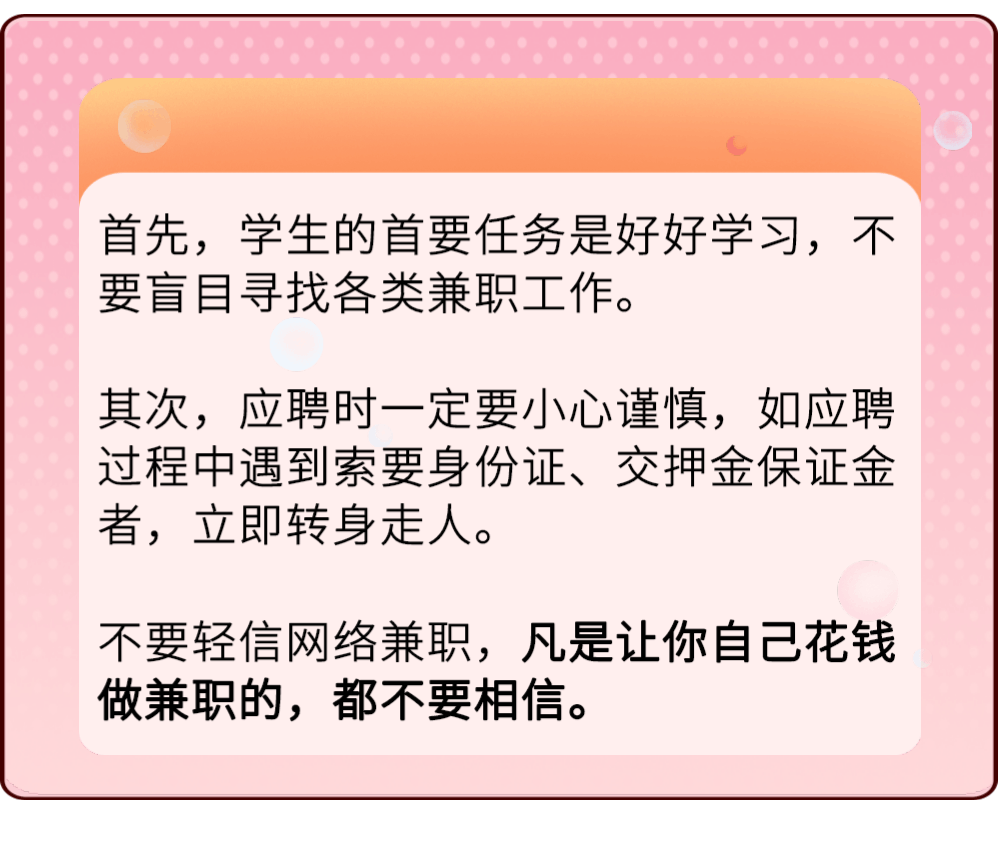 首先，学生的首要任务是好好学习，不
要盲目寻找各类兼职工作。
其次，应聘时一定要小心谨慎，如应聘
过程中遇到索要身份证、交押金保证金
者，立即转身走人。
不要轻信网络兼职，凡是让你自己花钱
做兼职的，都不要相信。